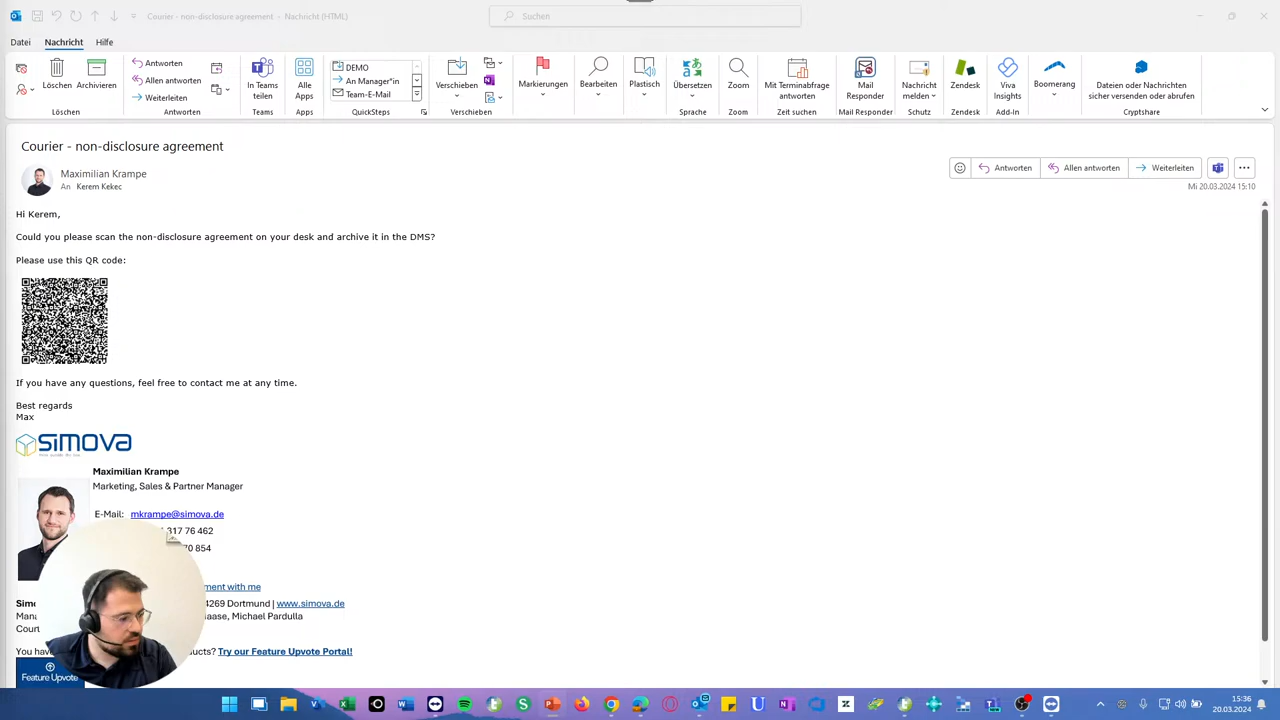 Courier - non-disclosure agreement - Nachricht (HTML)
Suchen
Datei Nachricht Hilfe
Löschen
Archivieren
Antworten
Allen antworten
Weiterleiten
In Teams teilen
Alle Apps
DEMO
An Manager*in
Team-E-Mail
Verschieben
Markierungen
Bearbeiten
Plastisch
Übersetzen
Zoom
Mit Terminabfrage antworten
Mail Responder
Nachricht melden
Zendesk
Viva Insights
Boomerang
Dateien oder Nachrichten sicher versenden oder abrufen
Löschen Antworten Teams Apps QuickSteps Verschieben Sprache Zoom Zeit suchen Mail Responder Schutz Zendesk Add-In Cryptshare
Courier - non-disclosure agreement
Maximilian Krampe
An Kerem Kekec
Antworten Allen antworten Weiterleiten
Mi 20.03.2024 15:10
Hi Kerem,
Could you please scan the non-disclosure agreement on your desk and archive it in the DMS?
Please use this QR code:
If you have any questions, feel free to contact me at any time.
Best regards
Max
simova
Maximilian Krampe
Marketing, Sales & Partner Manager
E-Mail: mkrampe@simova.de
317 76 462
70 854
ment with me
4269 Dortmund | www.simova.de
aase, Michael Pardulla
Court
You have
ucts? Try our Feature Upvote Portal!
Feature Upvote
15:36
20.03.2024